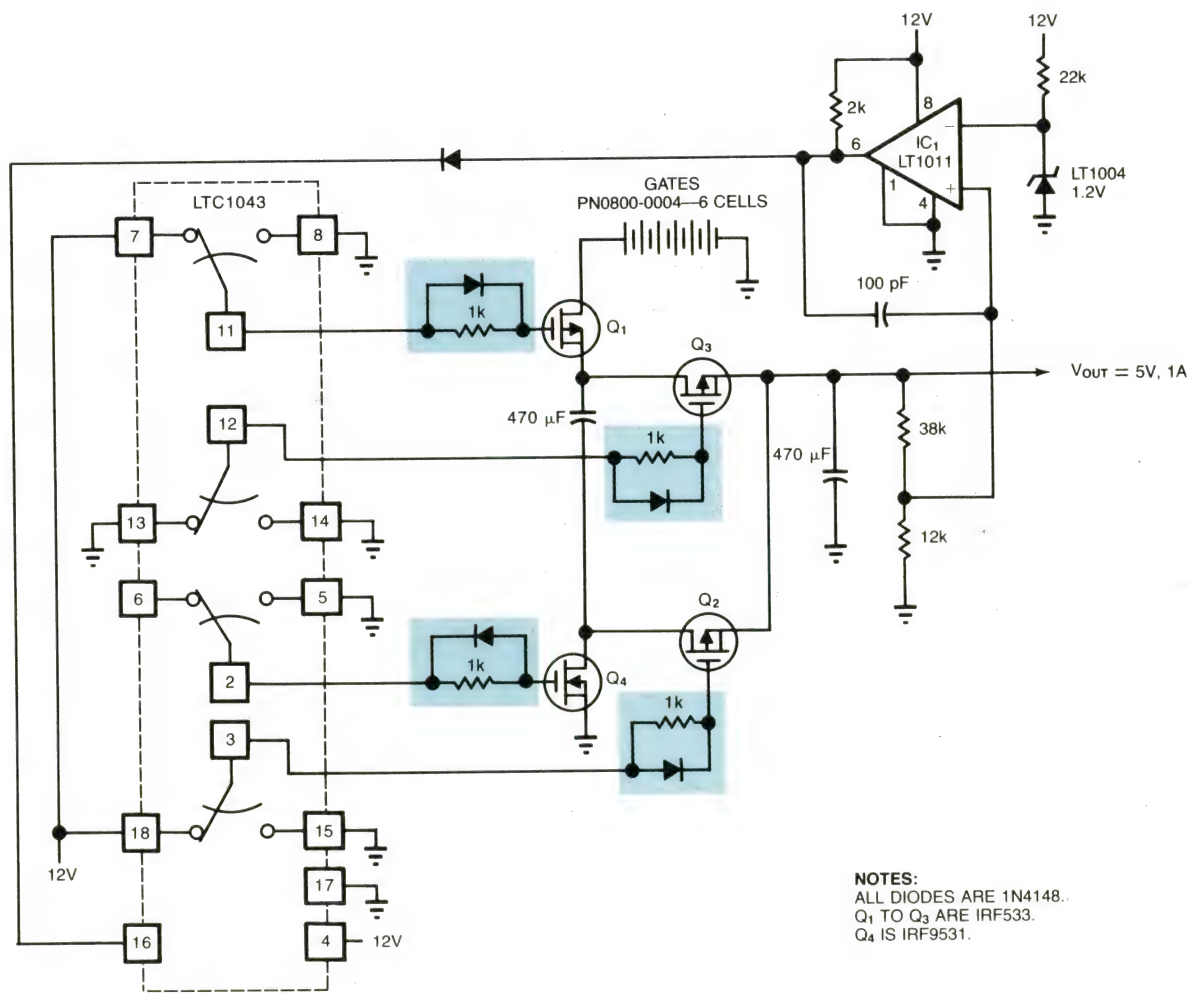 12V
12V
22k
2k
8
6
IC1
LT1011
−
+
1
4
LT1004
1.2V
LTC1043
GATES
PN0800-0004—6 CELLS
7
8
1k
Q1
11
100 pF
Q3
VOUT = 5V, 1A
470 µF
12
1k
470 µF
38k
13
14
12k
6
5
Q2
1k
Q4
2
1k
3
18
15
12V
17
16
4
12V
NOTES:
ALL DIODES ARE 1N4148.
Q1 TO Q3 ARE IRF533.
Q4 IS IRF9531.